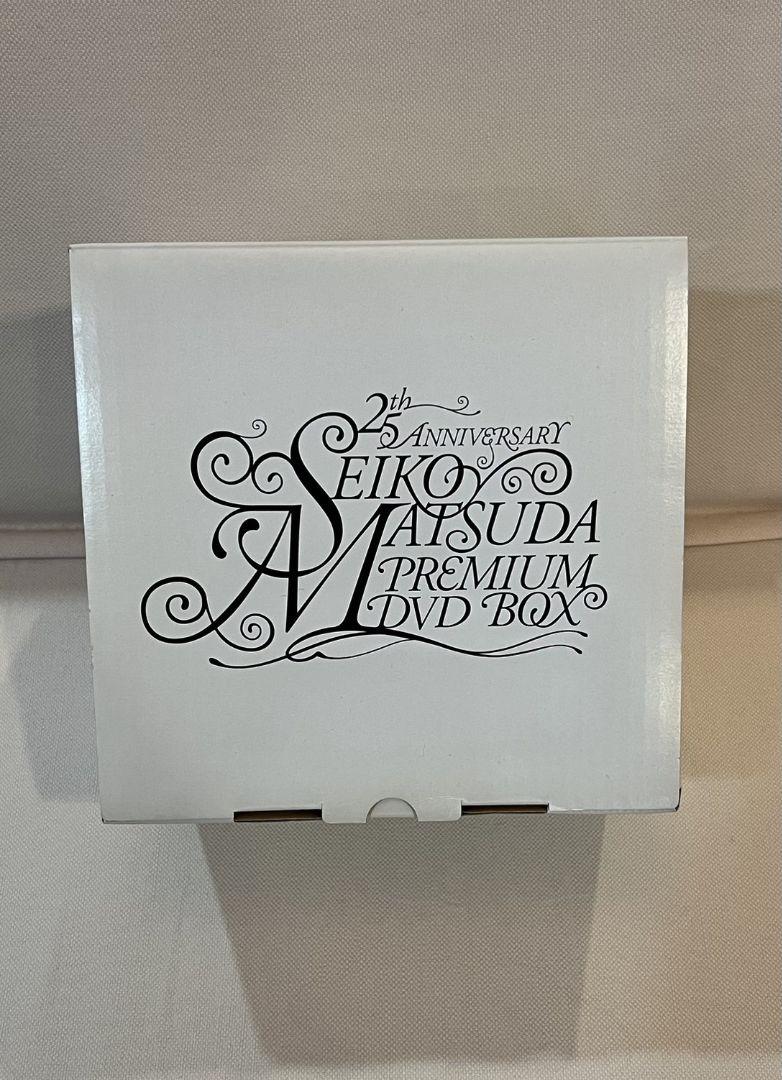 25th ANNIVERSARY
SEIKO
MATSUDA
PREMIUM
DVD BOX